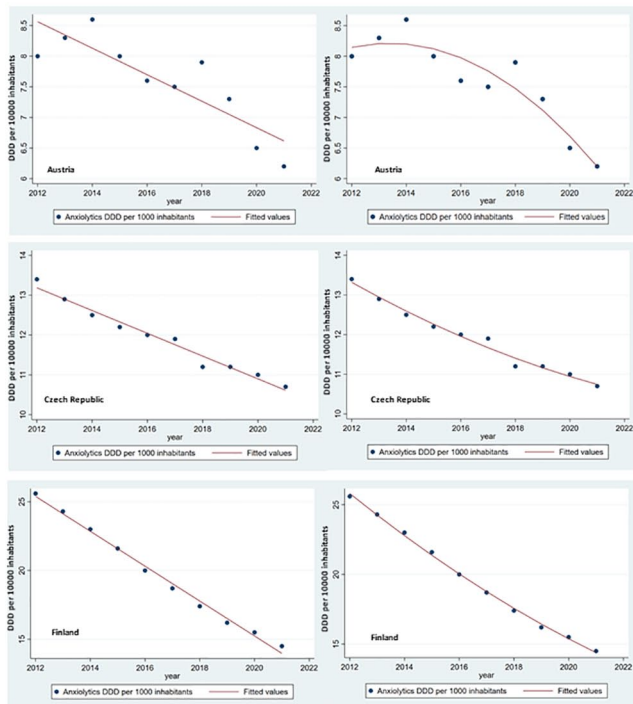 DDD per 10000 inhabitants
8.5
8
7.5
7
6.5
6
Austria
2012 2014 2016 2018 2020 2022
year
Anxiolytics DDD per 1000 inhabitants Fitted values
DDD per 10000 inhabitants
8.5
8
7.5
7
6.5
6
Austria
2012 2014 2016 2018 2020 2022
year
Anxiolytics DDD per 1000 inhabitants Fitted values
DDD per 10000 inhabitants
14
13
12
11
10
Czech Republic
2012 2014 2016 2018 2020 2022
year
Anxiolytics DDD per 1000 inhabitants Fitted values
DDD per 10000 inhabitants
14
13
12
11
10
Czech Republic
2012 2014 2016 2018 2020 2022
year
Anxiolytics DDD per 1000 inhabitants Fitted values
DDD per 10000 inhabitants
25
20
15
Finland
2012 2014 2016 2018 2020 2022
year
Anxiolytics DDD per 1000 inhabitants Fitted values
DDD per 10000 inhabitants
25
20
15
Finland
2012 2014 2016 2018 2020 2022
year
Anxiolytics DDD per 1000 inhabitants Fitted values